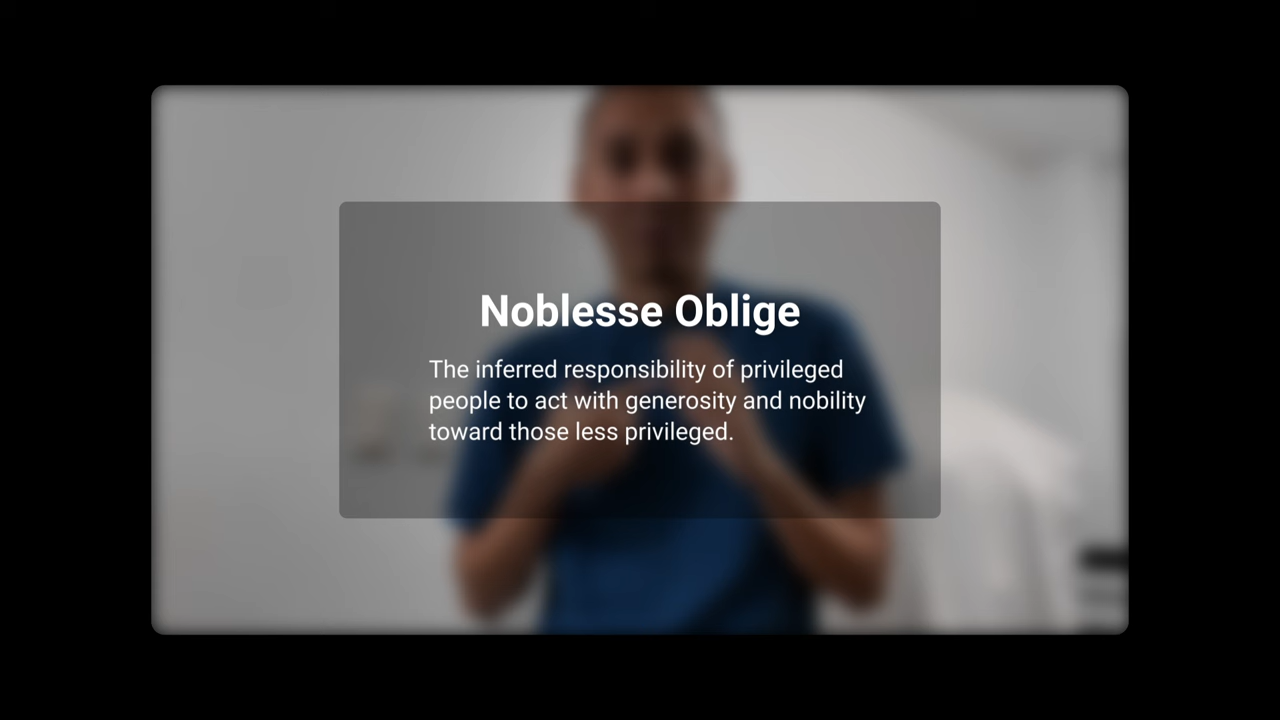 Noblesse Oblige
The inferred responsibility of privileged
people to act with generosity and nobility
toward those less privileged.